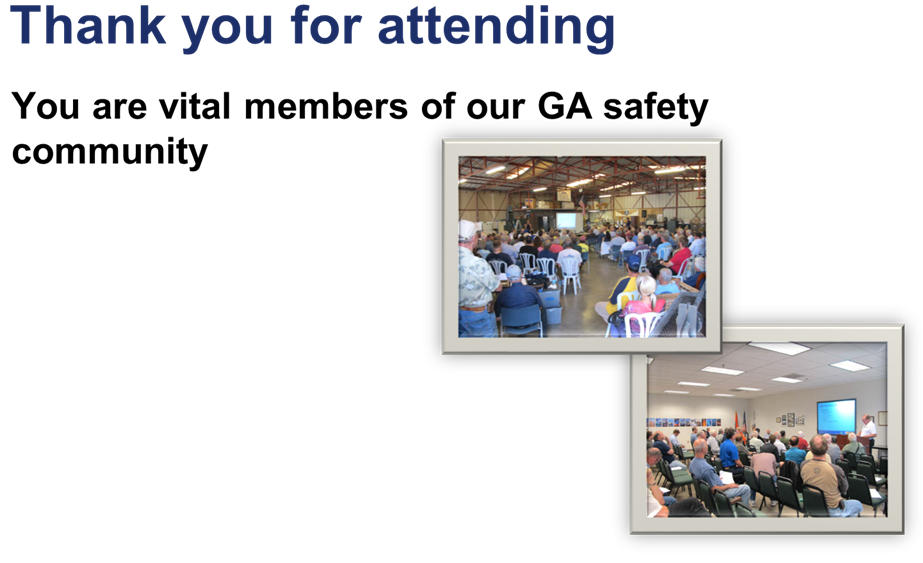 Thank you for attending
You are vital members of our GA safety
community